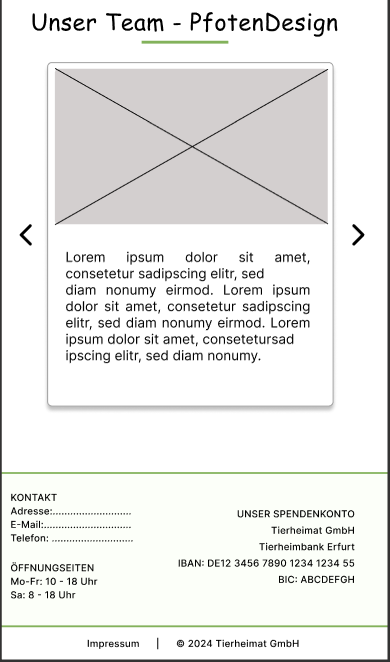 Unser Team - PfotenDesign
Lorem ipsum dolor sit amet,
consetetur sadipscing elitr, sed
diam nonumy eirmod. Lorem ipsum
dolor sit amet, consetetur sadipscing
elitr, sed diam nonumy eirmod. Lorem
ipsum dolor sit amet, consetetursad
ipscing elitr, sed diam nonumy.
KONTAKT
Adresse:...........................
E-Mail:..............................
Telefon: ............................
ÖFFNUNGSEITEN
Mo-Fr: 10 - 18 Uhr
Sa: 8 - 18 Uhr
UNSER SPENDENKONTO
Tierheimat GmbH
Tierheimbank Erfurt
IBAN: DE12 3456 7890 1234 1234 55
BIC: ABCDEFGH
Impressum | © 2024 Tierheimat GmbH